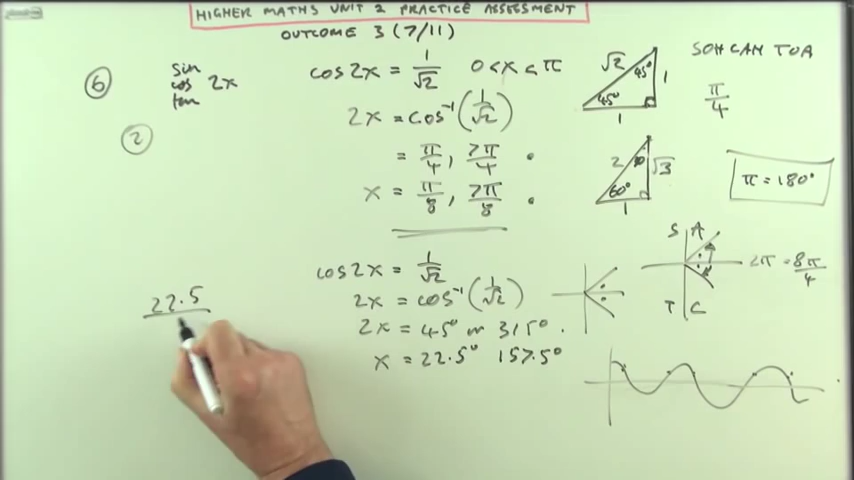 HIGHER MATHS UNIT 2 PRACTICE ASSESSMENT
OUTCOME 3 (7/11)
6
sin
cos 2x
tan
2
cos 2x = 1/√2 0 < x < π
2x = cos⁻¹(1/√2)
= π/4, 7π/4 .
x = π/8, 7π/8 .
cos 2x = 1/√2
2x = cos⁻¹(1/√2)
2x = 45° or 315° .
x = 22.5° 157.5°
22.5
√2 45° 1
45°
1
2 √3
60°
1
SOH CAH TOA
π/4
π = 180°
S A
T C
2π = 8π/4